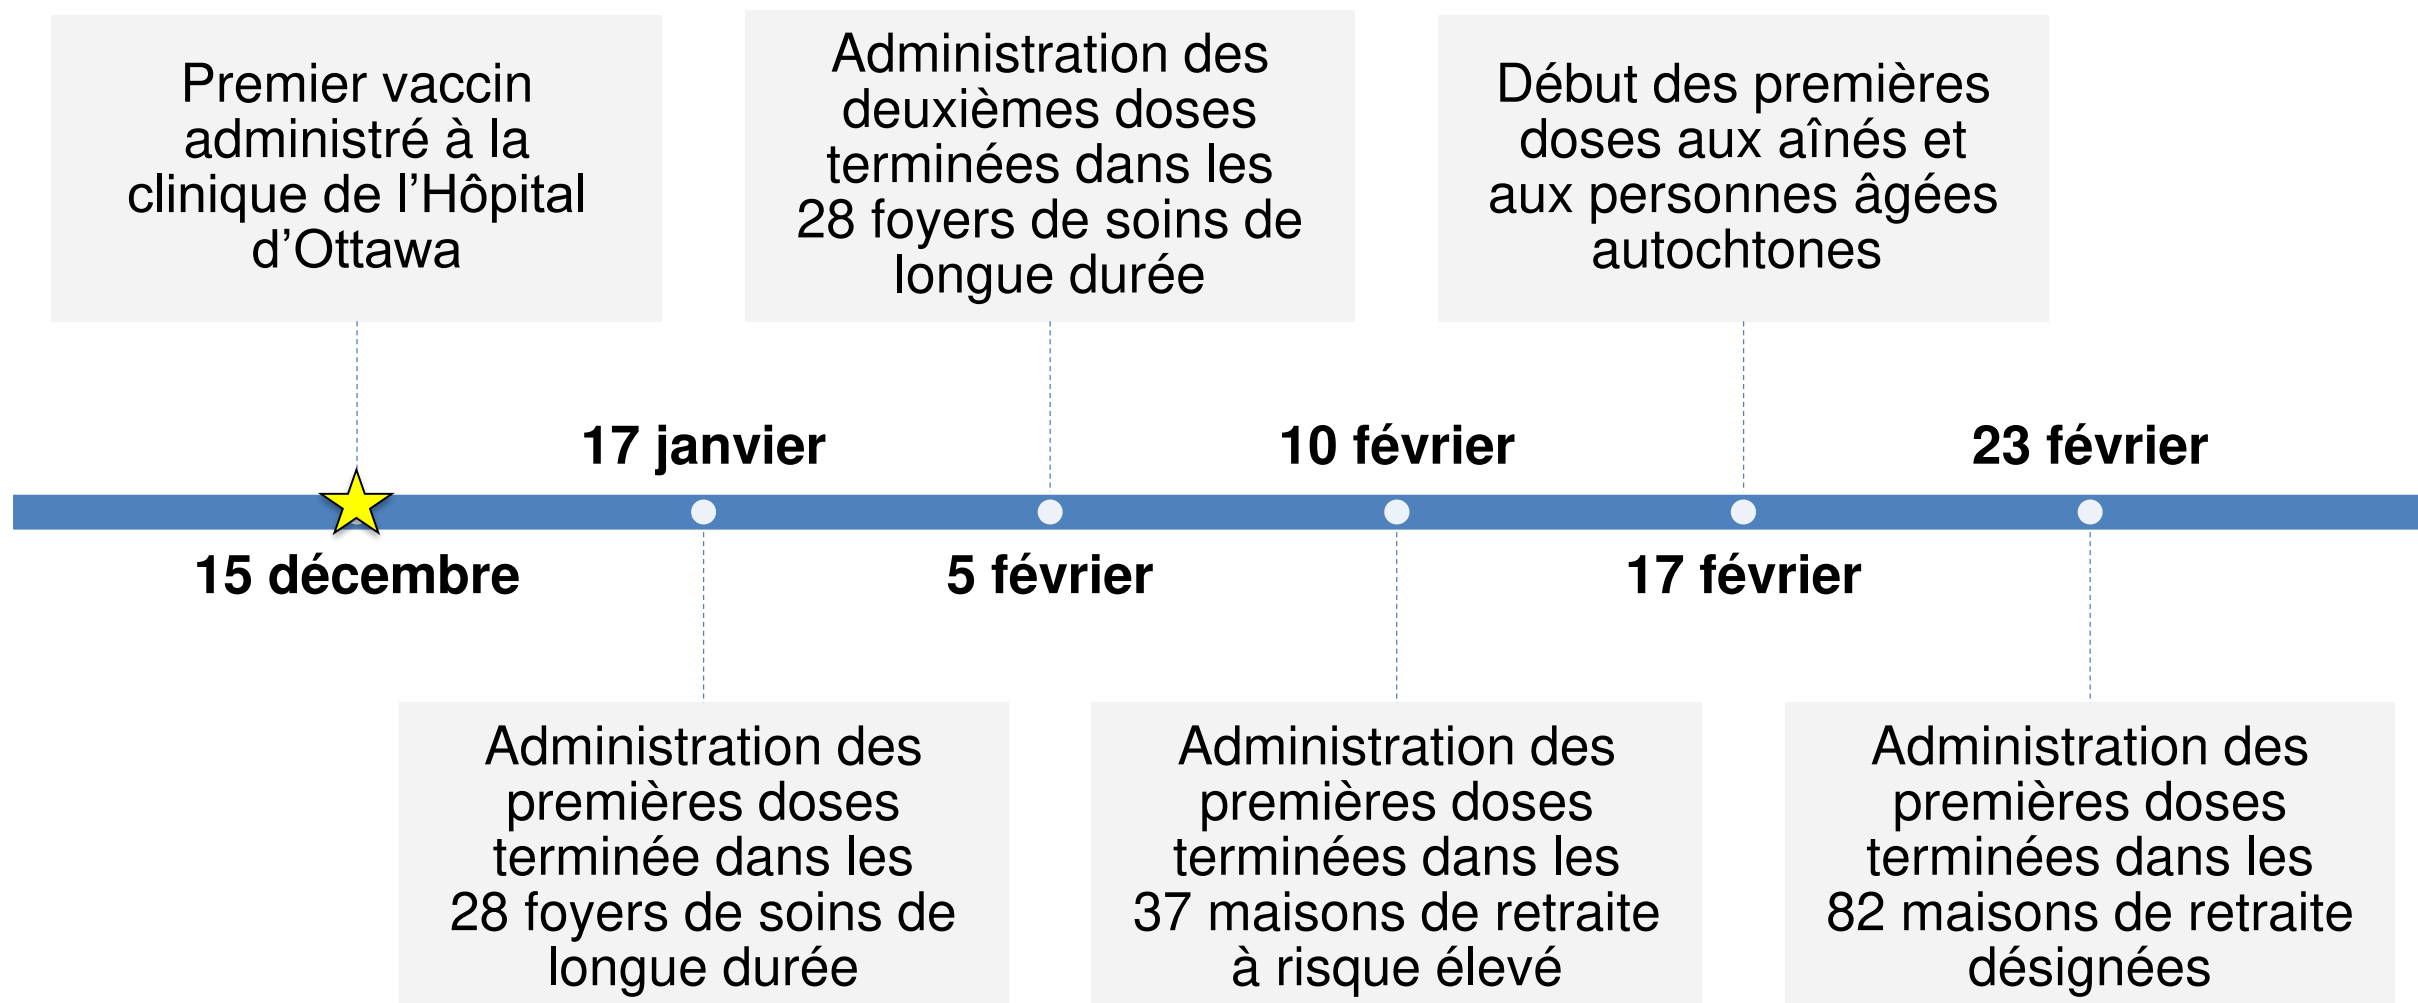 Premier vaccin
administré à la
clinique de l’Hôpital
d’Ottawa
15 décembre
17 janvier
Administration des
premières doses
terminée dans les
28 foyers de soins de
longue durée
Administration des
deuxièmes doses
terminées dans les
28 foyers de soins de
longue durée
5 février
10 février
Administration des
premières doses
terminées dans les
37 maisons de retraite
à risque élevé
Début des premières
doses aux aînés et
aux personnes âgées
autochtones
17 février
23 février
Administration des
premières doses
terminées dans les
82 maisons de retraite
désignées